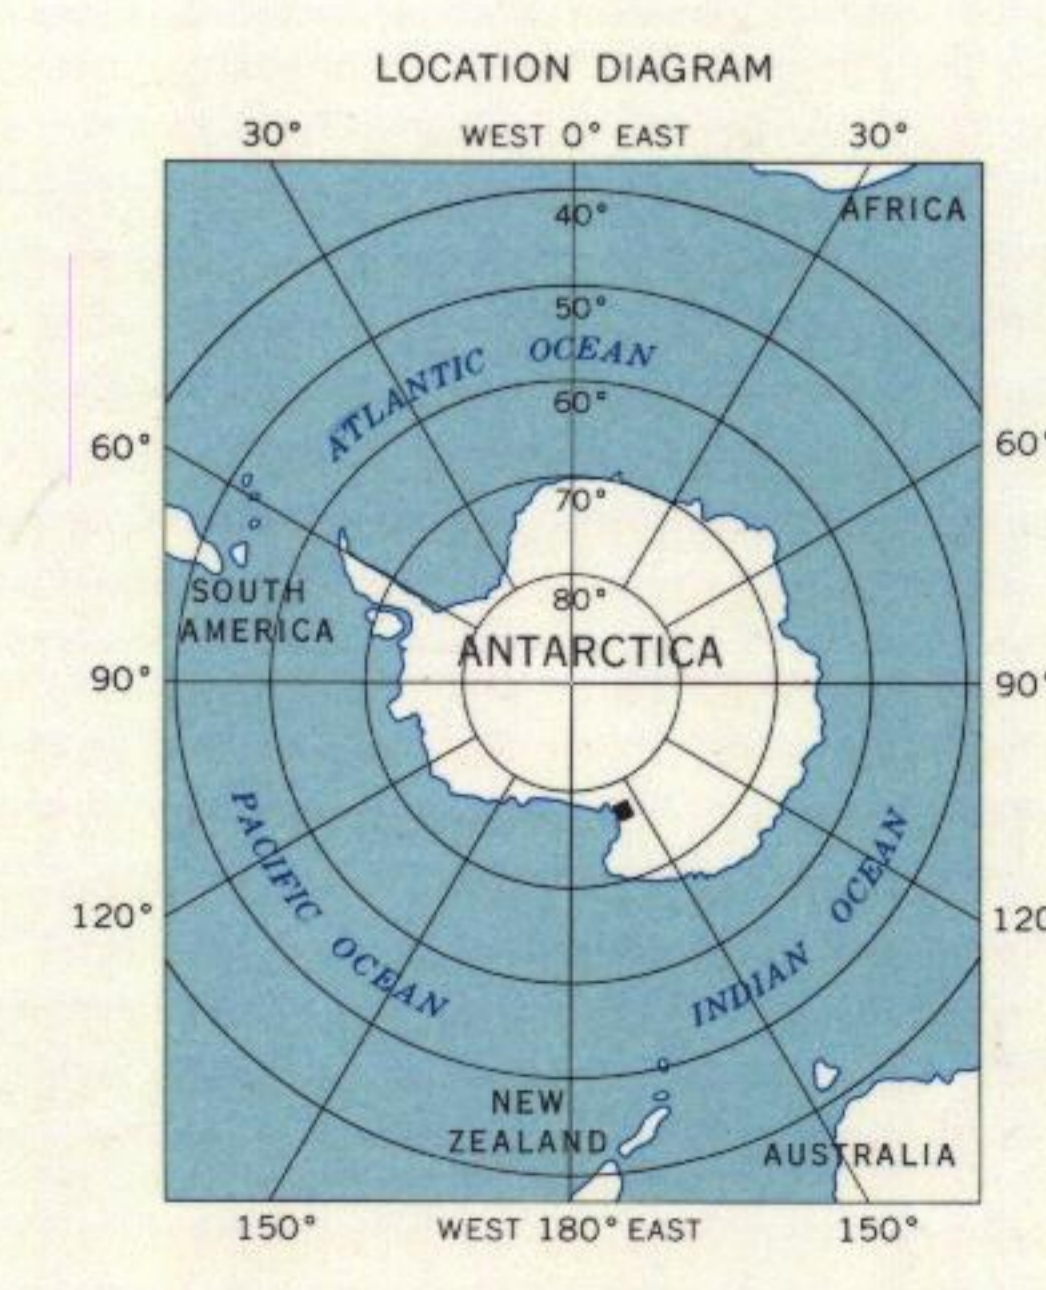 LOCATION DIAGRAM
30° WEST 0° EAST 30°
AFRICA
40°
50°
ATLANTIC OCEAN
60°
60° 60°
70°
80°
SOUTH
AMERICA
ANTARCTICA
90° 90°
PACIFIC OCEAN
INDIAN OCEAN
120° 120
NEW
ZEALAND
AUSTRALIA
150° WEST 180° EAST 150°